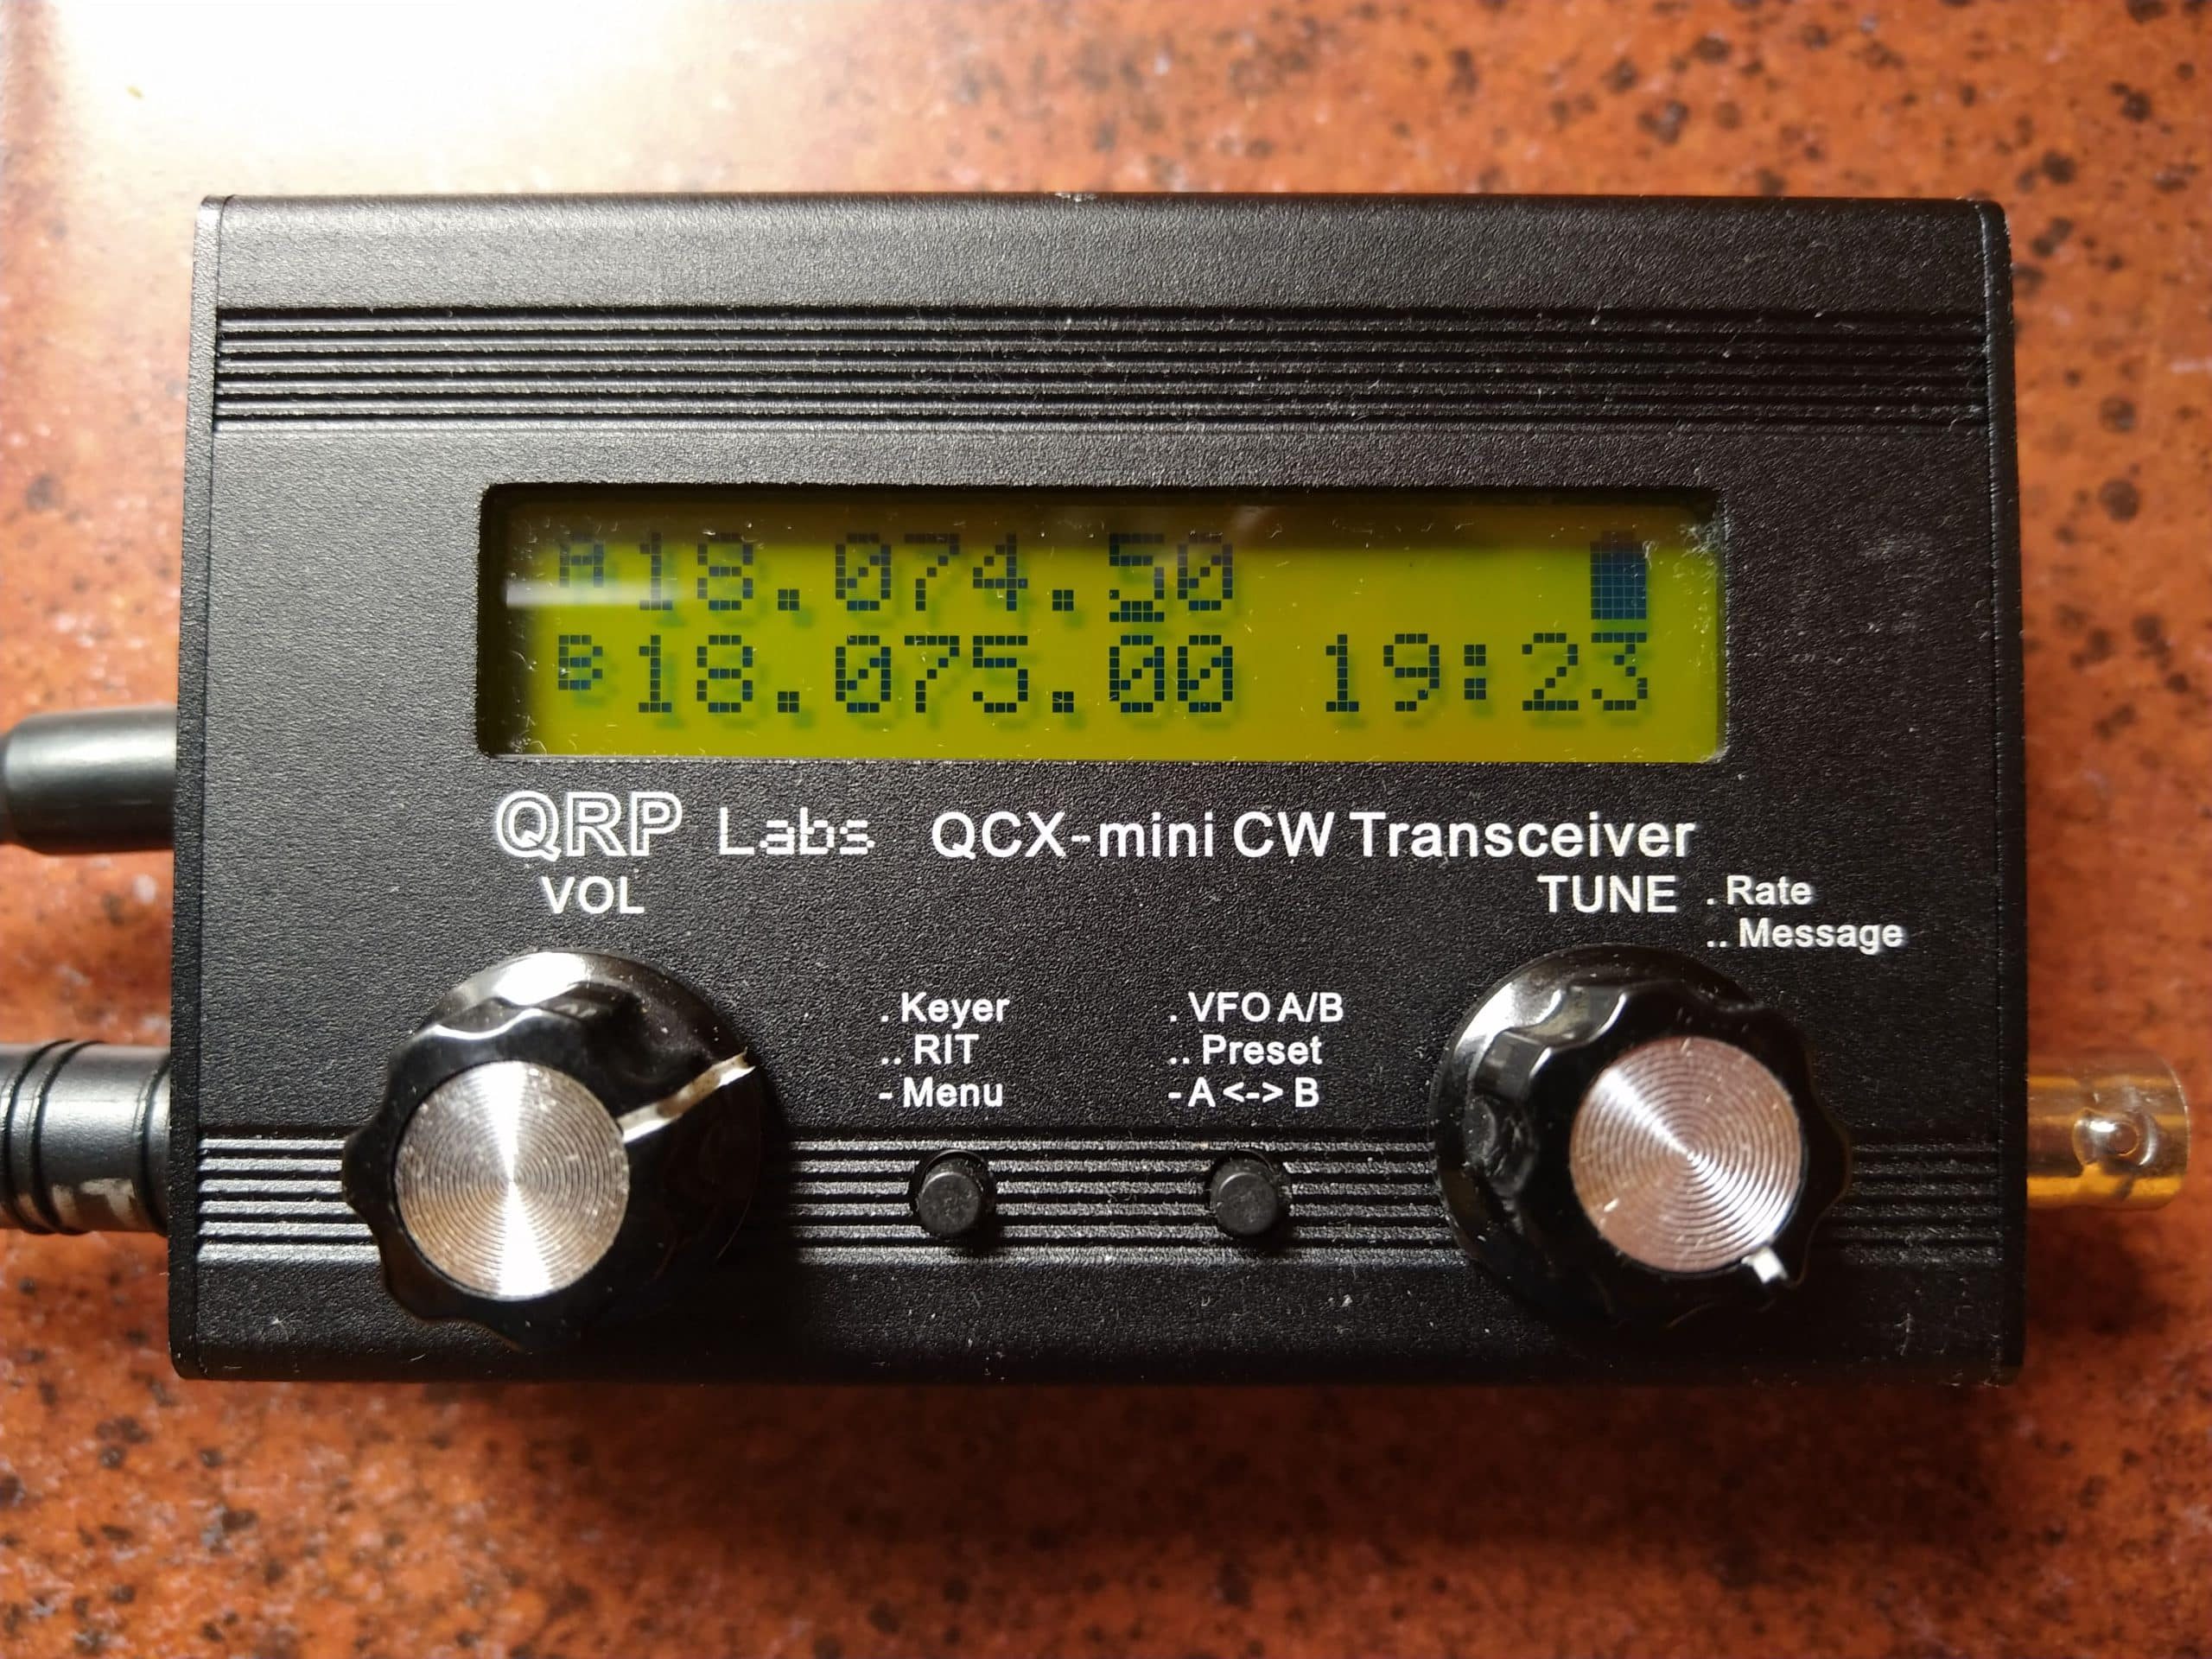 A18.074.50
B18.075.00 19:23
QRP Labs QCX-mini CW Transceiver
VOL
TUNE . Rate
.. Message
. Keyer
.. RIT
- Menu
. VFO A/B
.. Preset
- A <-> B